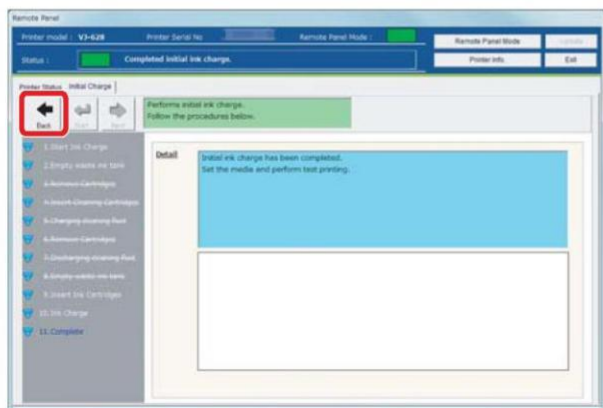 Remote Panel
Printer model : VJ-628 Printer Serial No Remote Panel Mode : Remote Panel Mode
Status : Completed initial ink charge. Printer Info. Exit
Printer Status Initial Charge
Back Start Next
Performs initial ink charge.
Follow the procedures below.
1.Start Ink Charge
2.Empty waste ink tank
3.Remove Cartridges
4.Insert Cleaning Cartridges
5.Charging cleaning fluid
6.Remove Cartridges
7.Discharging cleaning fluid
8.Empty waste ink tank
9.Insert Ink Cartridges
10.Ink Charge
11.Complete
Detail
Initial ink charge has been completed.
Set the media and perform test printing.